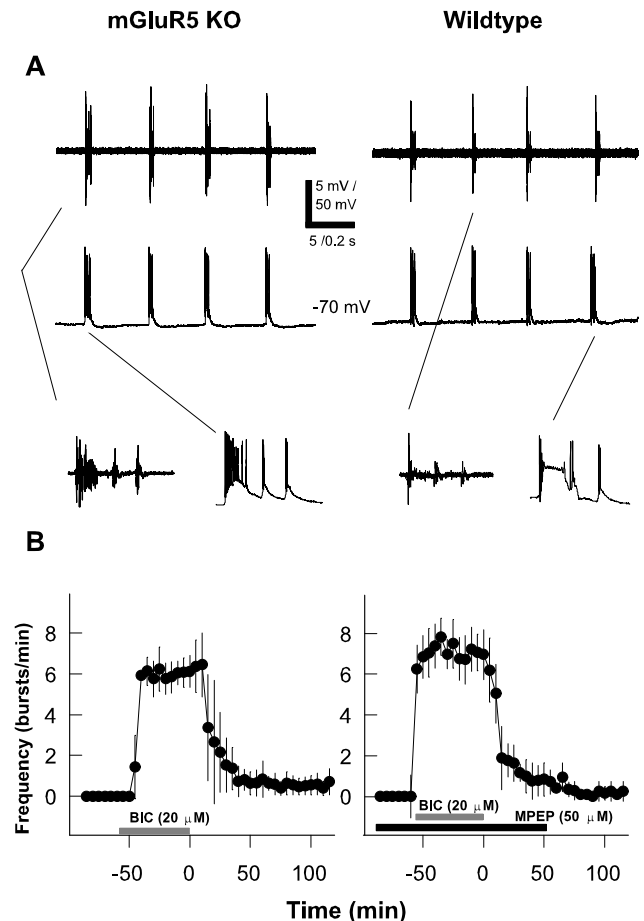 mGluR5 KO Wildtype
A
5 mV /
50 mV
5 /0.2 s
-70 mV
B
Frequency (bursts/min)
8 8
6 6
4 4
2 2
0 0
BIC (20 μM) BIC (20 μM) MPEP (50 μM)
-50 0 50 100 -50 0 50 100
Time (min)